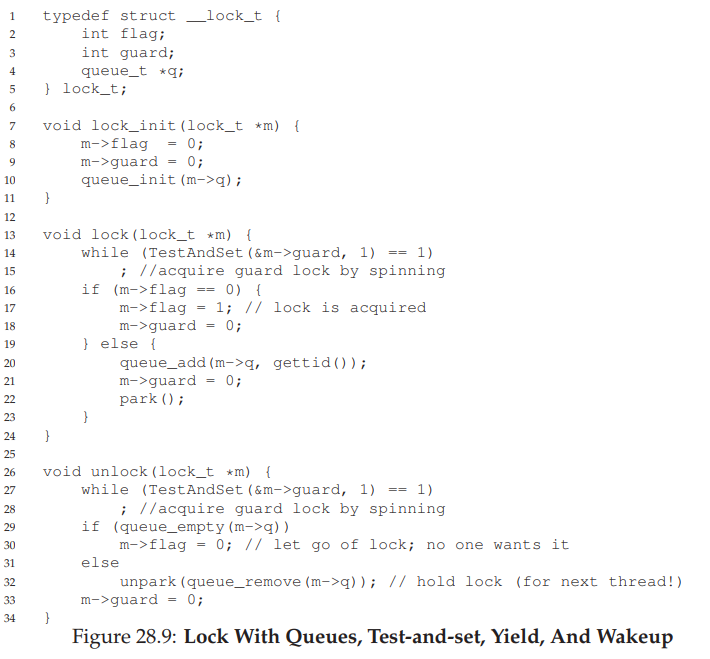 1 typedef struct __lock_t {
2     int flag;
3     int guard;
4     queue_t *q;
5 } lock_t;
6
7 void lock_init(lock_t *m) {
8     m->flag  = 0;
9     m->guard = 0;
10     queue_init(m->q);
11 }
12
13 void lock(lock_t *m) {
14     while (TestAndSet(&m->guard, 1) == 1)
15         ; //acquire guard lock by spinning
16     if (m->flag == 0) {
17         m->flag = 1; // lock is acquired
18         m->guard = 0;
19     } else {
20         queue_add(m->q, gettid());
21         m->guard = 0;
22         park();
23     }
24 }
25
26 void unlock(lock_t *m) {
27     while (TestAndSet(&m->guard, 1) == 1)
28         ; //acquire guard lock by spinning
29     if (queue_empty(m->q))
30         m->flag = 0; // let go of lock; no one wants it
31     else
32         unpark(queue_remove(m->q)); // hold lock (for next thread!)
33     m->guard = 0;
34 }
Figure 28.9: Lock With Queues, Test-and-set, Yield, And Wakeup